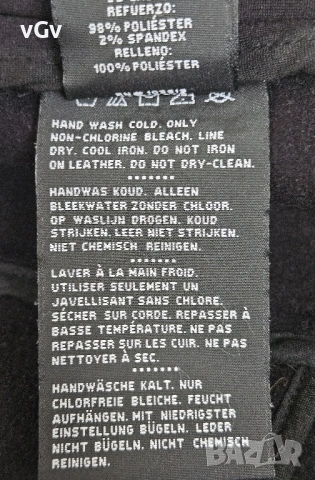 vGv
REFUERZO:
98% POLIÉSTER
2% SPANDEX
RELLENO:
100% POLIÉSTER
HAND WASH COLD. ONLY
NON-CHLORINE BLEACH. LINE
DRY. COOL IRON. DO NOT IRON
ON LEATHER. DO NOT DRY-CLEAN.
HANDWAS KOUD. ALLEEN
BLEEKWATER ZONDER CHLOOR.
OP WASLIJN DROGEN. KOUD
STRIJKEN. LEER NIET STRIJKEN.
NIET CHEMISCH REINIGEN.
LAVER À LA MAIN FROID.
UTILISER SEULEMENT UN
JAVELLISANT SANS CHLORE.
SÉCHER SUR CORDE. REPASSER À
BASSE TEMPÉRATURE. NE PAS
REPASSER SUR LES CUIR. NE PAS
NETTOYER À SEC.
HANDWÄSCHE KALT. NUR
CHLORFREIE BLEICHE. FEUCHT
AUFHÄNGEN. MIT NIEDRIGSTER
EINSTELLUNG BÜGELN. LEDER
NICHT BÜGELN. NICHT CHEMISCH
REINIGEN.
BAZAR
bazar.bg